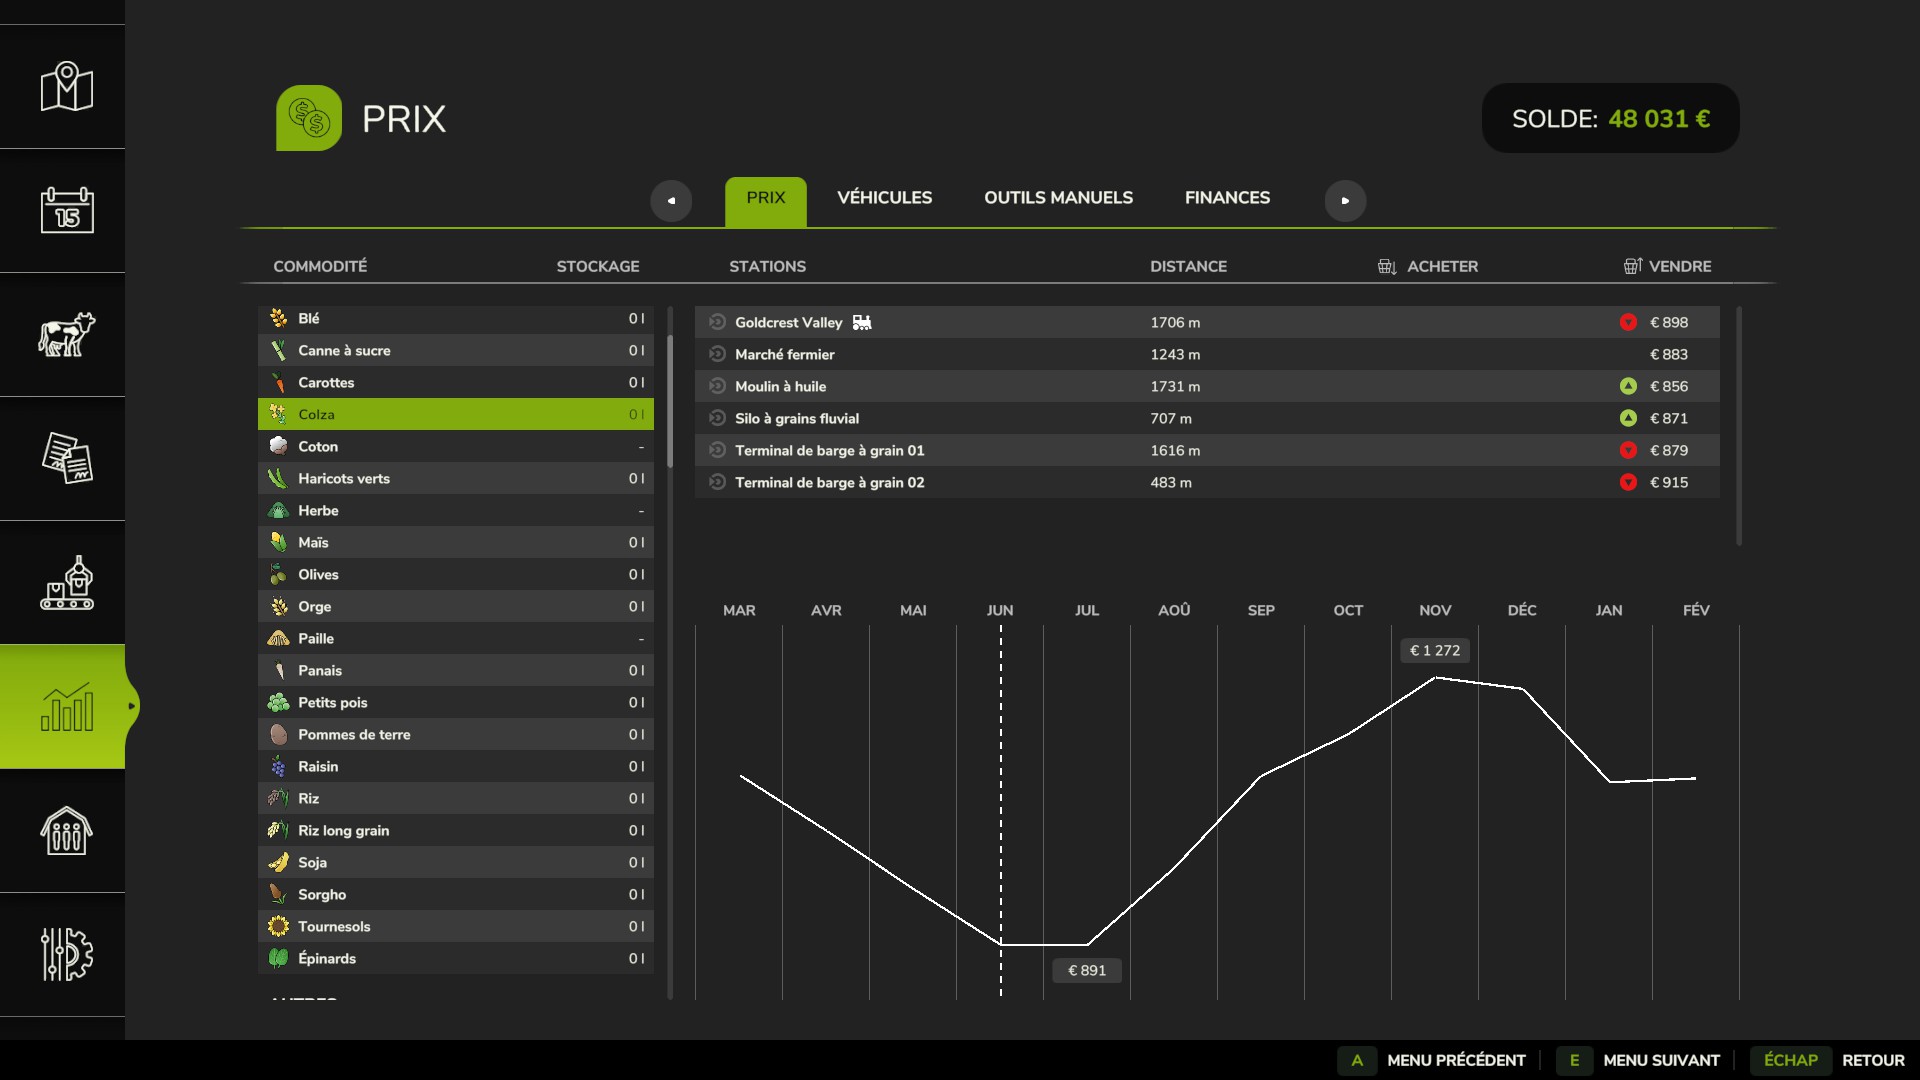 PRIX
SOLDE: 48 031 €
PRIX VÉHICULES OUTILS MANUELS FINANCES
COMMODITÉ STOCKAGE STATIONS DISTANCE ACHETER VENDRE
15
Blé 0 l
Canne à sucre 0 l
Carottes 0 l
Colza 0 l
Coton -
Haricots verts 0 l
Herbe -
Maïs 0 l
Olives 0 l
Orge 0 l
Paille -
Panais 0 l
Petits pois 0 l
Pommes de terre 0 l
Raisin 0 l
Riz 0 l
Riz long grain 0 l
Soja 0 l
Sorgho 0 l
Tournesols 0 l
Épinards 0 l
Goldcrest Valley 1706 m € 898
Marché fermier 1243 m € 883
Moulin à huile 1731 m € 856
Silo à grains fluvial 707 m € 871
Terminal de barge à grain 01 1616 m € 879
Terminal de barge à grain 02 483 m € 915
MAR AVR MAI JUN JUL AOÛ SEP OCT NOV DÉC JAN FÉV
€ 1 272
€ 891
A MENU PRÉCÉDENT E MENU SUIVANT ÉCHAP RETOUR